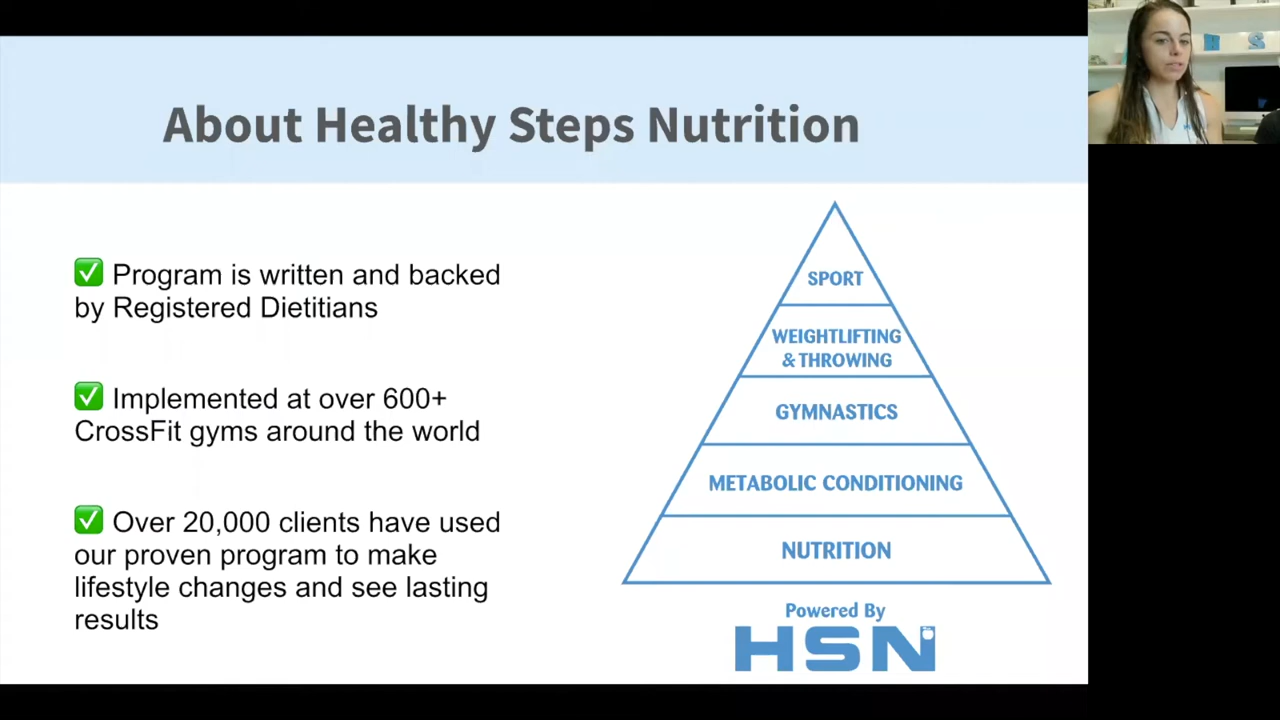 About Healthy Steps Nutrition
✅ Program is written and backed
by Registered Dietitians
✅ Implemented at over 600+
CrossFit gyms around the world
✅ Over 20,000 clients have used
our proven program to make
lifestyle changes and see lasting
results
SPORT
WEIGHTLIFTING
& THROWING
GYMNASTICS
METABOLIC CONDITIONING
NUTRITION
Powered By
HSN
H S